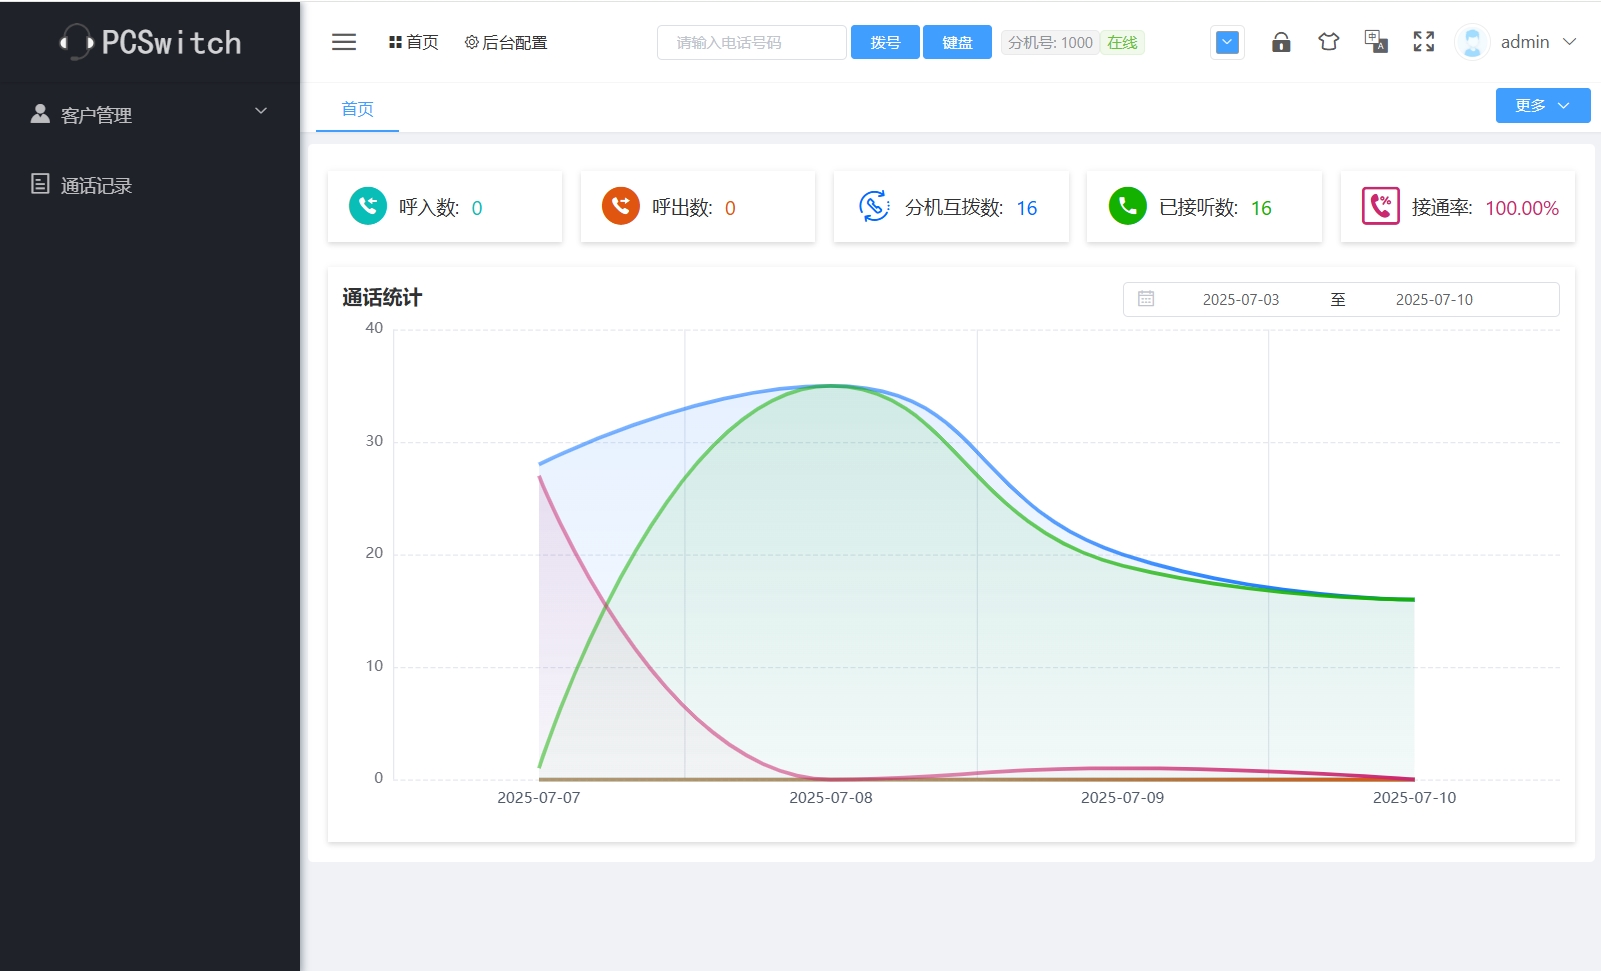 PCSwitch
首页
后台配置
请输入电话号码
拨号
键盘
分机号: 1000
在线
中
A
admin
客户管理
首页
更多
通话记录
呼入数: 0
呼出数: 0
分机互拨数: 16
已接听数: 16
%
接通率: 100.00%
通话统计
2025-07-03 至 2025-07-10
40
30
20
10
0
2025-07-07
2025-07-08
2025-07-09
2025-07-10